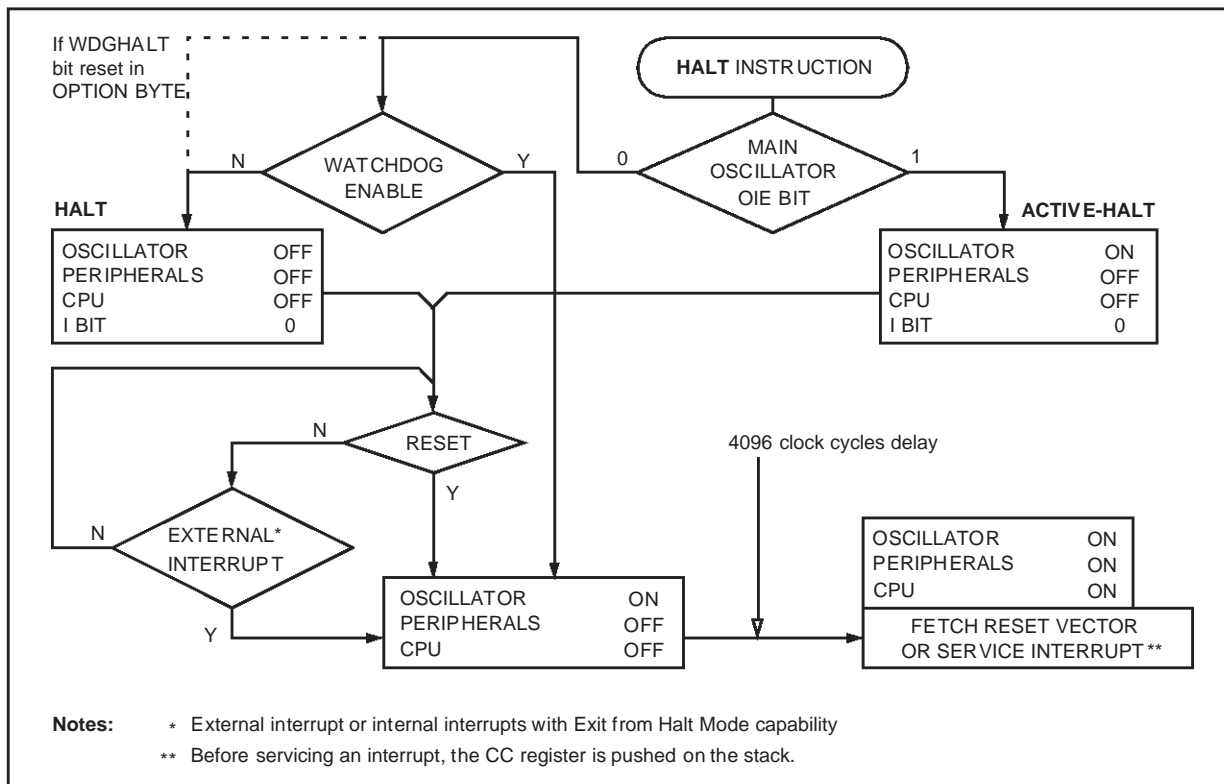 If WDGHALT
bit reset in
OPTION BYTE
HALT INSTRUCTION
MAIN
OSCILLATOR
OIE BIT
0
1
WATCHDOG
ENABLE
N
Y
HALT
OSCILLATOR OFF
PERIPHERALS OFF
CPU OFF
I BIT 0
ACTIVE-HALT
OSCILLATOR ON
PERIPHERALS OFF
CPU OFF
I BIT 0
RESET
N
Y
4096 clock cycles delay
EXTERNAL*
INTERRUPT
N
Y
OSCILLATOR ON
PERIPHERALS OFF
CPU OFF
OSCILLATOR ON
PERIPHERALS ON
CPU ON
FETCH RESET VECTOR
OR SERVICE INTERRUPT**
Notes: * External interrupt or internal interrupts with Exit from Halt Mode capability
** Before servicing an interrupt, the CC register is pushed on the stack.